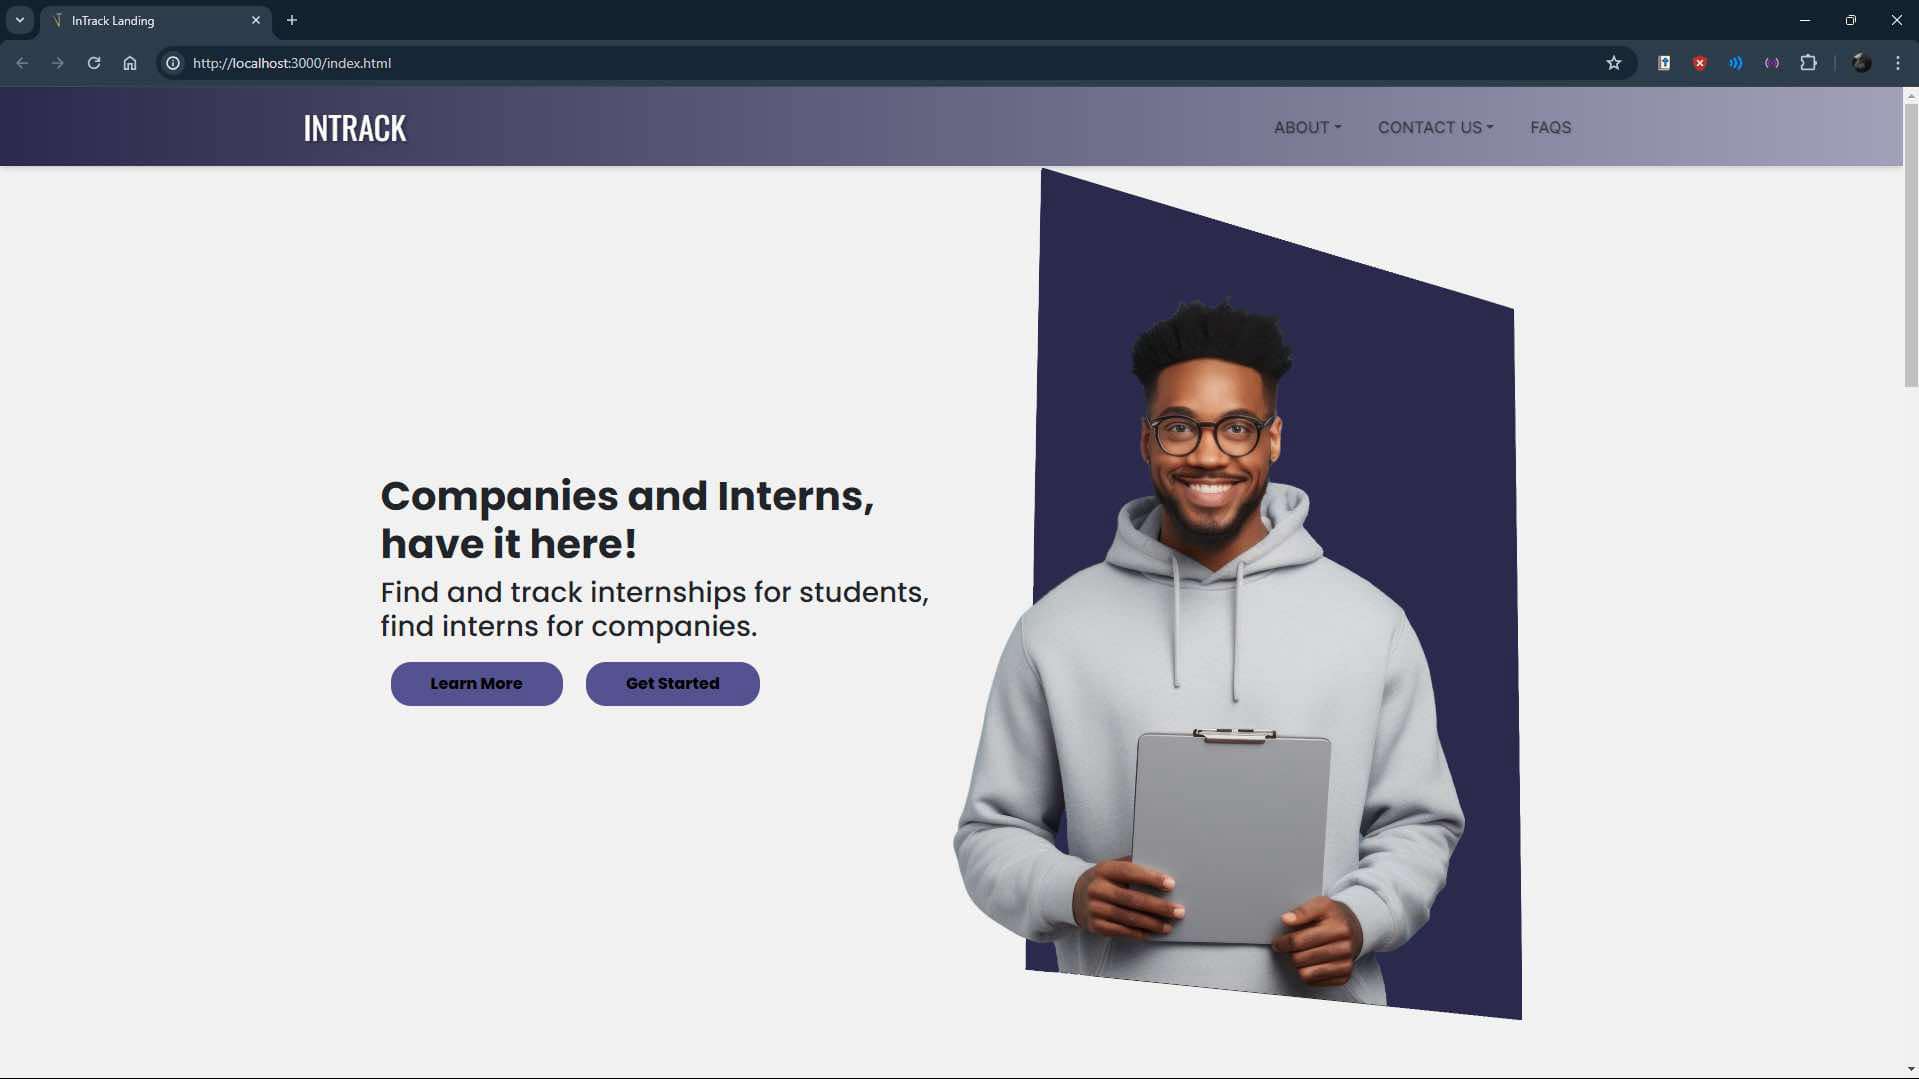 InTrack Landing
http://localhost:3000/index.html
INTRACK
ABOUT
CONTACT US
FAQS
Companies and Interns,
have it here!
Find and track internships for students,
find interns for companies.
Learn More
Get Started